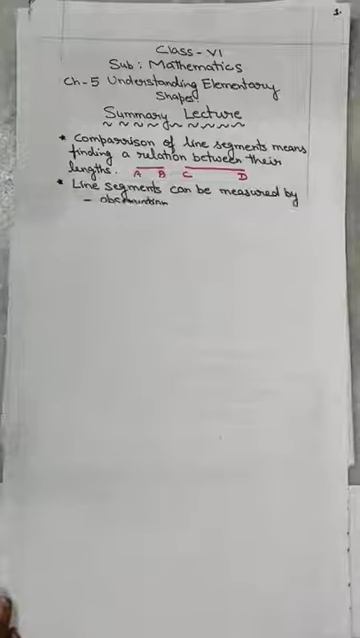 1.
Class - VI
Sub : Mathematics
Ch-5 Understanding Elementary
Shapes
Summary Lecture
* Comparrison of line segments means
finding a relation between their
lengths. A B C D
* Line segments can be measured by
- observation